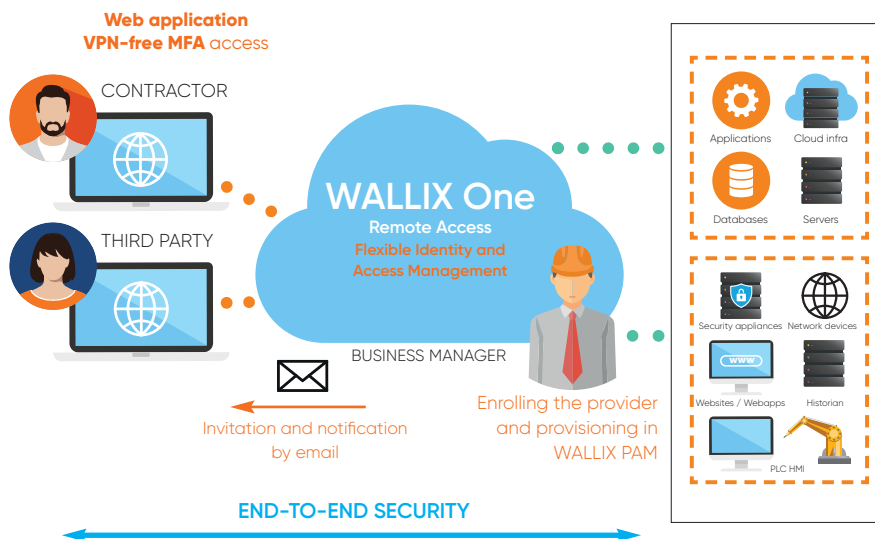 Web application
VPN-free MFA access
CONTRACTOR
THIRD PARTY
WALLIX One
Remote Access
Flexible Identity and
Access Management
BUSINESS MANAGER
Invitation and notification
by email
Enrolling the provider
and provisioning in
WALLIX PAM
END-TO-END SECURITY
Applications
Cloud infra
Databases
Servers
Security appliances
Network devices
WWW
Websites / Webapps
Historian
PLC HMI